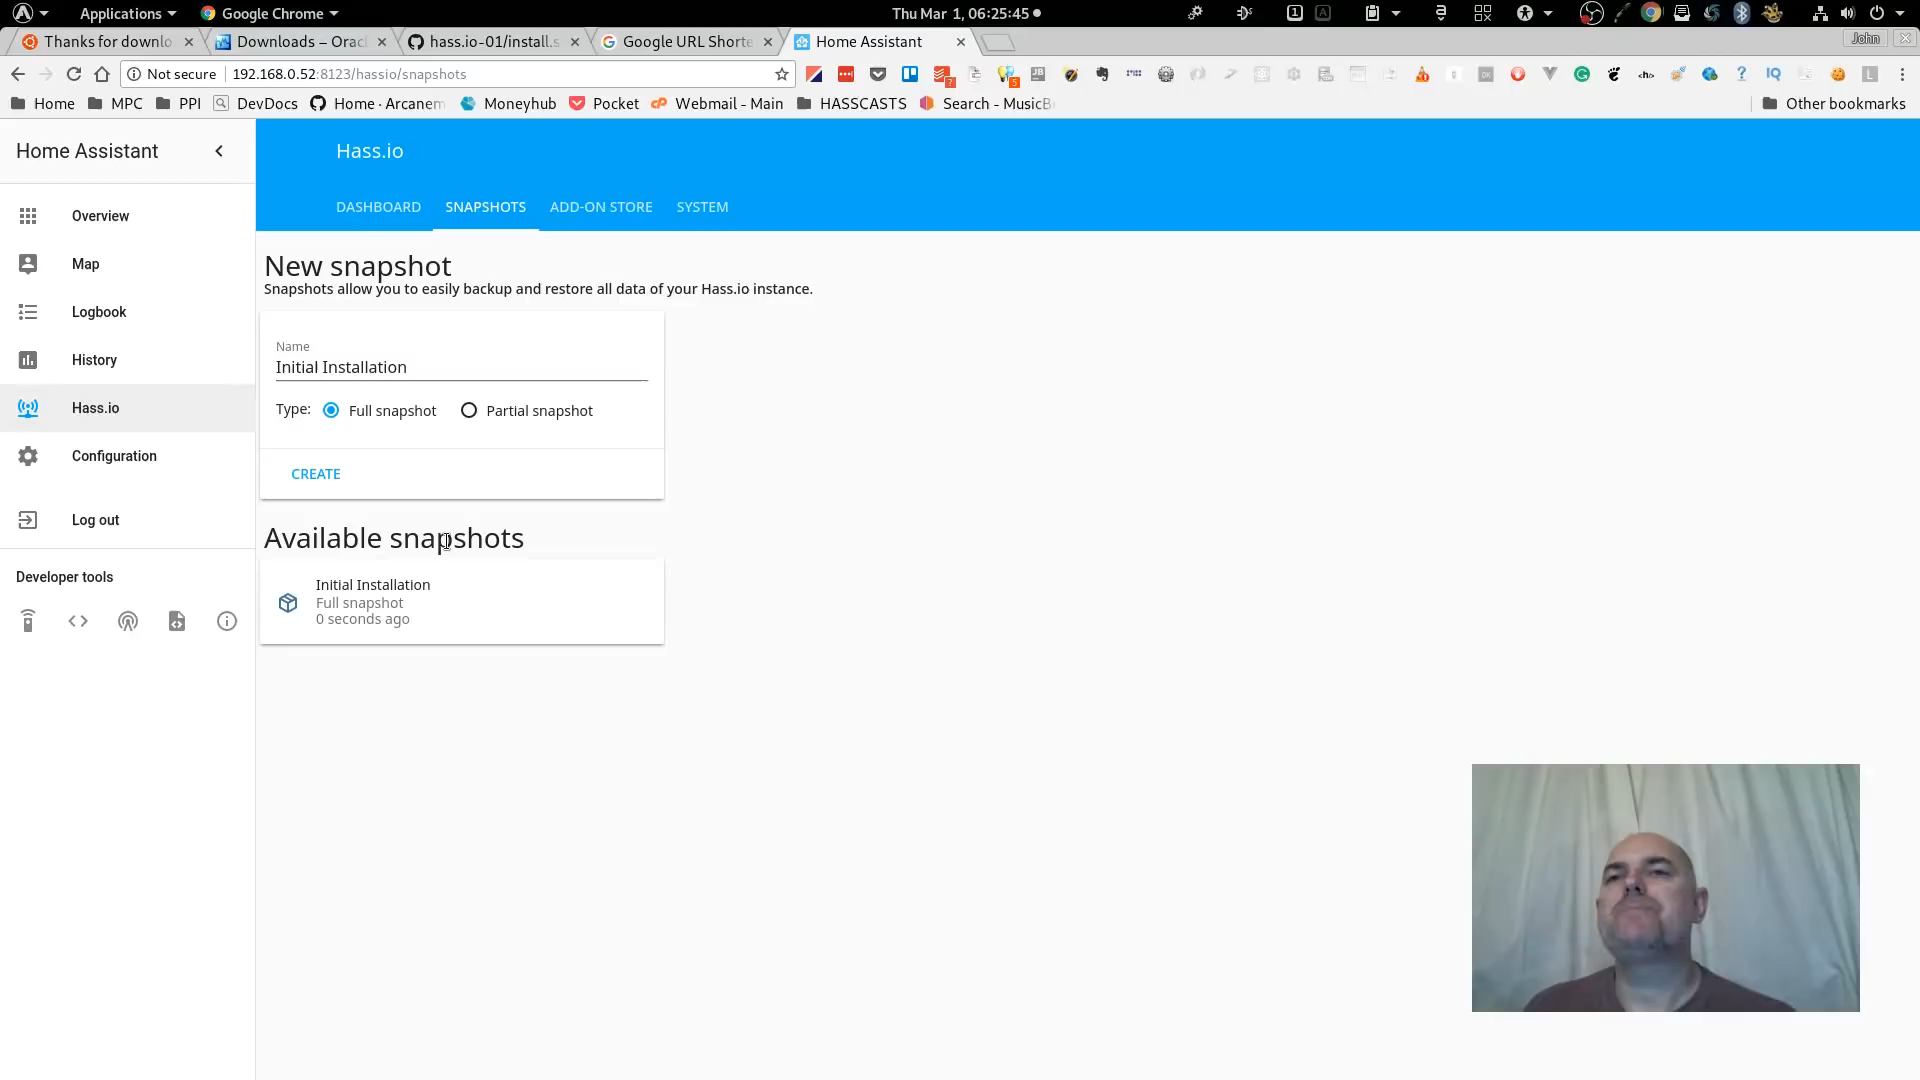 Applications
Google Chrome
Thu Mar 1, 06:25:45
1
A
Thanks for downlo
Downloads – Orac
hass.io-01/install.s
Google URL Shorte
Home Assistant
John
Not secure
192.168.0.52:8123/hassio/snapshots
Home
MPC
PPI
DevDocs
Home · Arcanem
Moneyhub
Pocket
Webmail - Main
HASSCASTS
Search - MusicB
Other bookmarks
Home Assistant
Overview
Map
Logbook
History
Hass.io
Configuration
Log out
Developer tools
Hass.io
DASHBOARD
SNAPSHOTS
ADD-ON STORE
SYSTEM
New snapshot
Snapshots allow you to easily backup and restore all data of your Hass.io instance.
Name
Initial Installation
Type:
Full snapshot
Partial snapshot
CREATE
Available snapshots
Initial Installation
Full snapshot
0 seconds ago